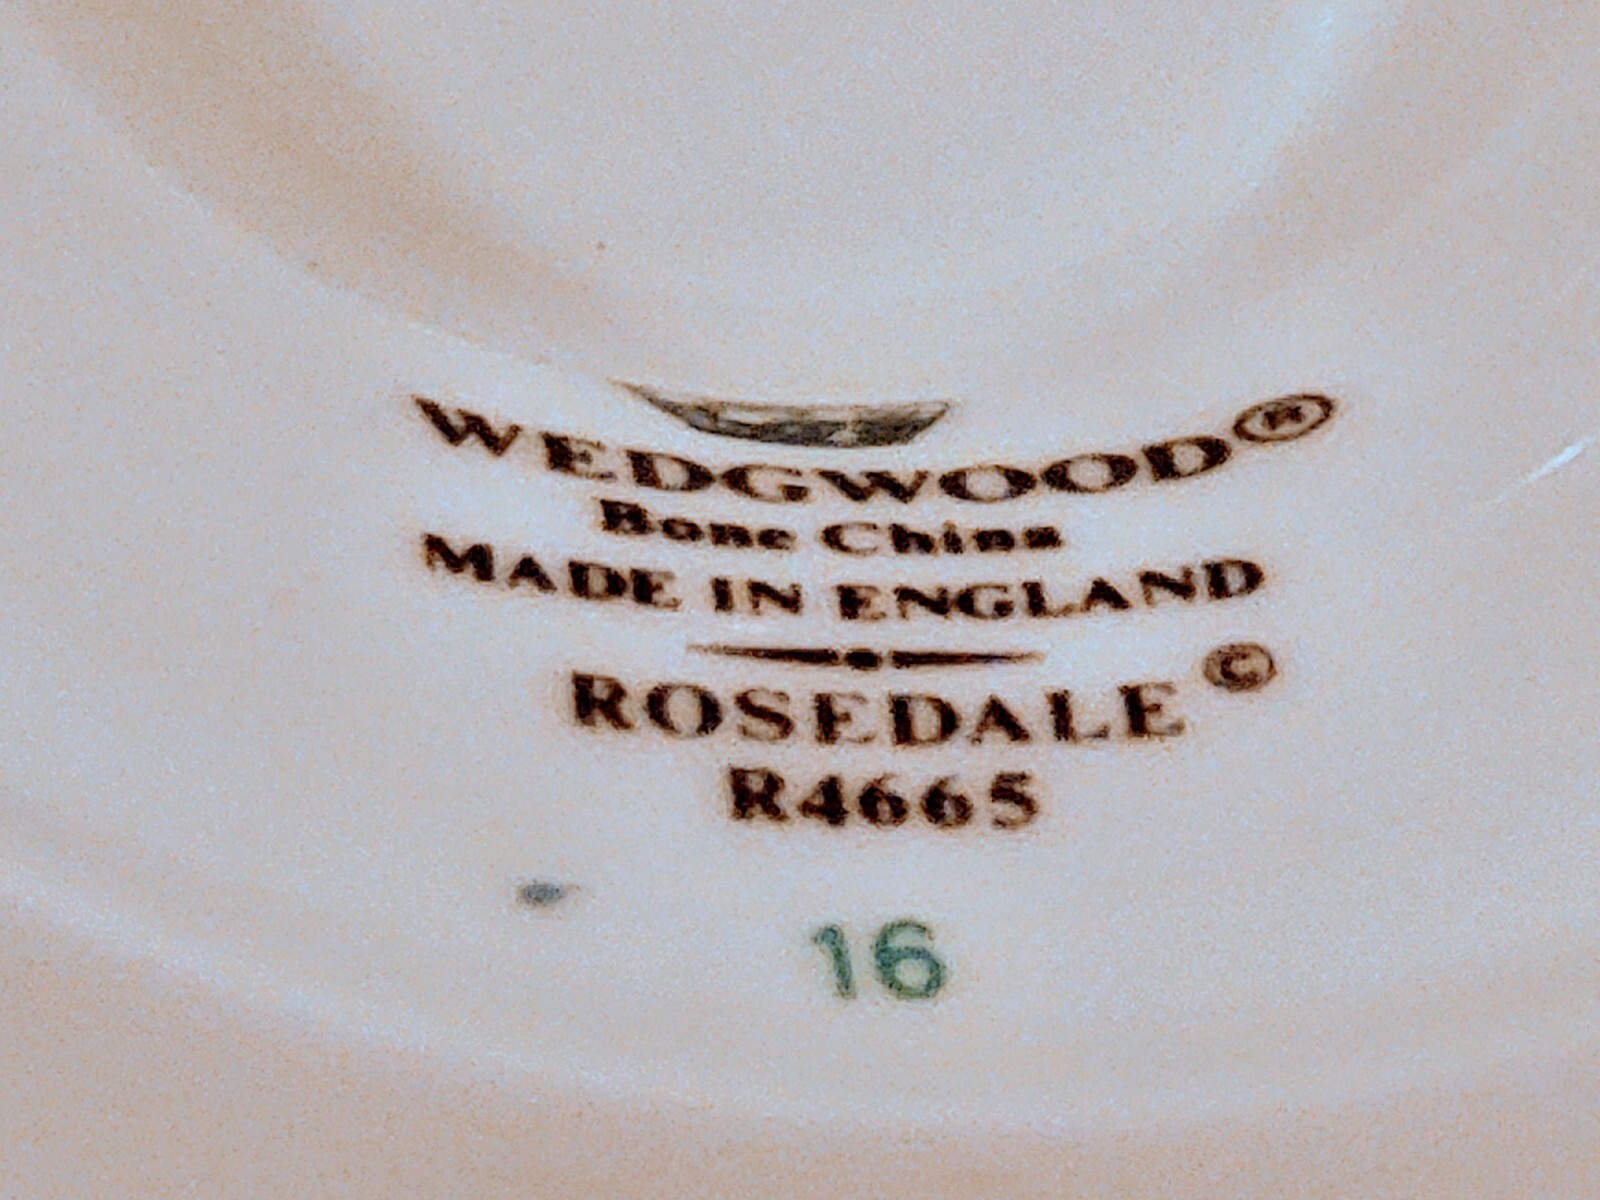 WEDGWOOD®
Bone China
MADE IN ENGLAND
ROSEDALE©
R4665
16